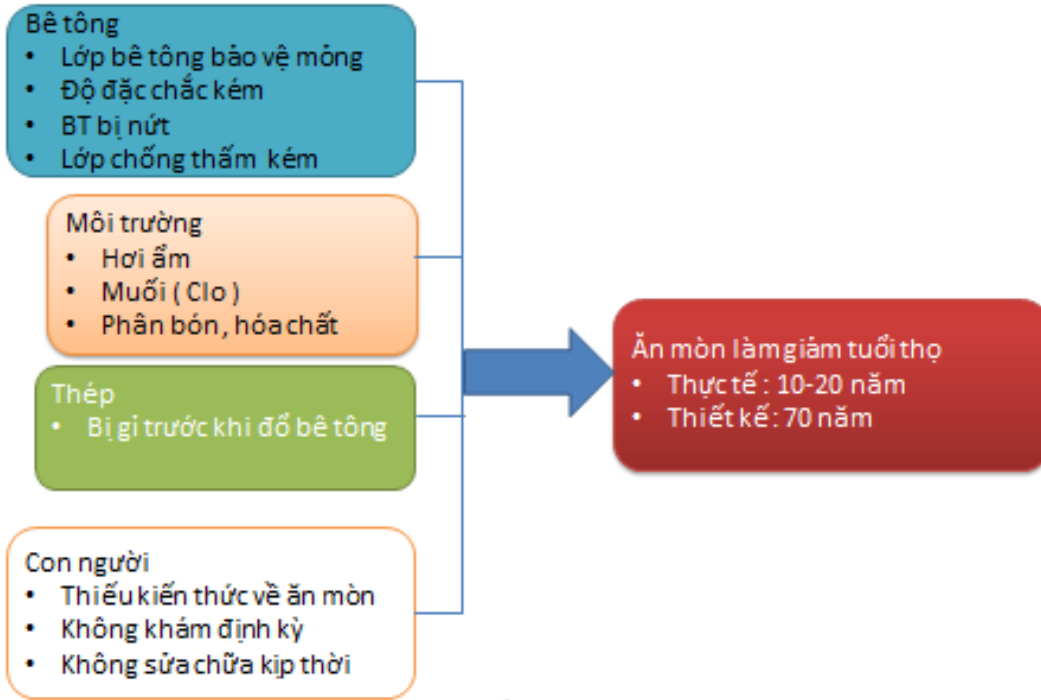 Bê tông
• Lớp bê tông bảo vệ mỏng
• Độ đặc chắc kém
• BT bị nứt
• Lớp chống thấm kém
Môi trường
• Hơi ẩm
• Muối ( Clo )
• Phân bón, hóa chất
Thép
• Bị gỉ trước khi đổ bê tông
Con người
• Thiếu kiến thức về ăn mòn
• Không khám định kỳ
• Không sửa chữa kịp thời
Ăn mòn làm giảm tuổi thọ
• Thực tế : 10-20 năm
• Thiết kế : 70 năm